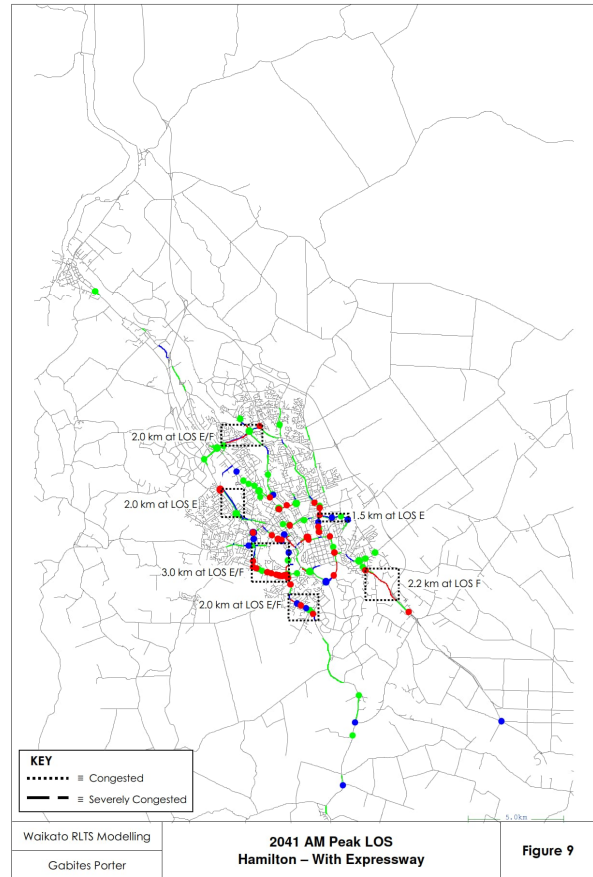 2.0 km at LOS E/F
2.0 km at LOS E
1.5 km at LOS E
3.0 km at LOS E/F
2.2 km at LOS F
2.0 km at LOS E/F
KEY
≡ Congested
≡ Severely Congested
5.0km
Waikato RLTS Modelling
Gabites Porter
2041 AM Peak LOS
Hamilton – With Expressway
Figure 9